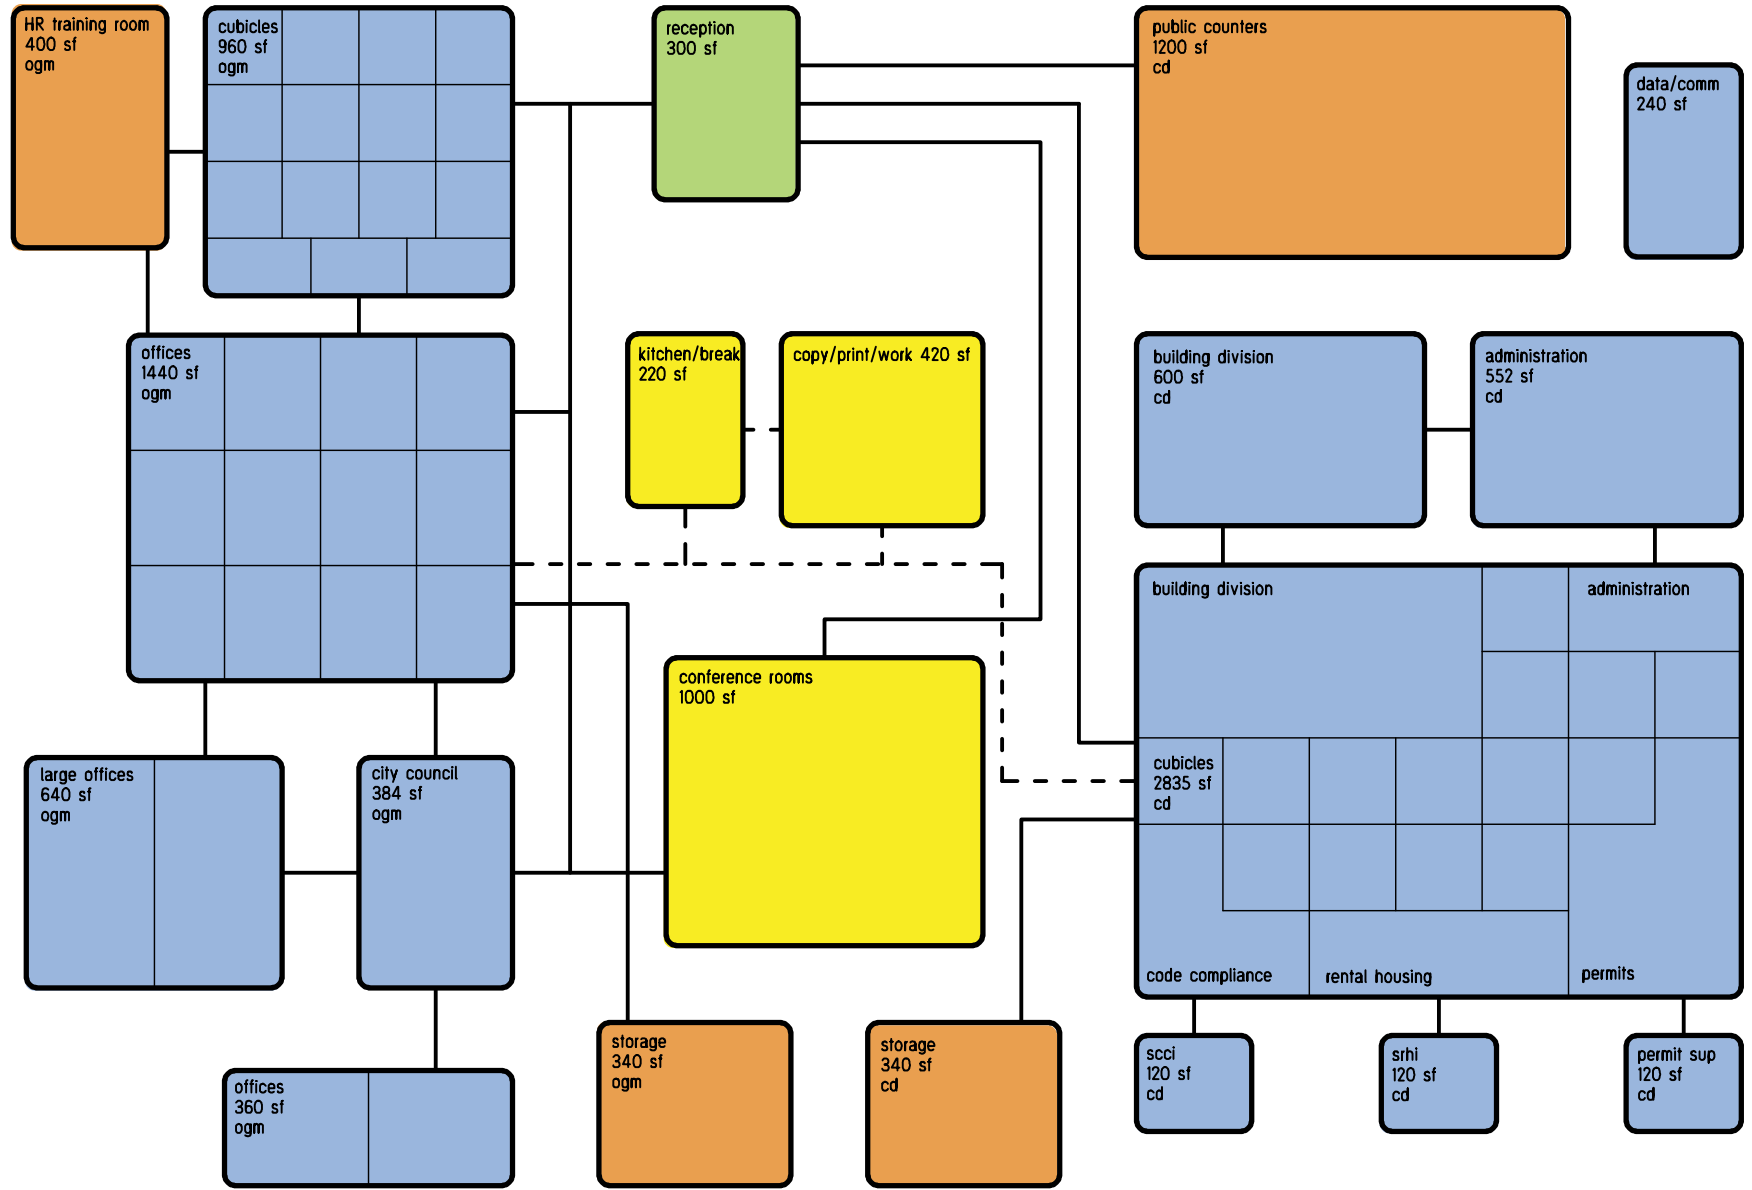 HR training room
400 sf
ogm
cubicles
960 sf
ogm
reception
300 sf
public counters
1200 sf
cd
data/comm
240 sf
offices
1440 sf
ogm
kitchen/break
220 sf
copy/print/work 420 sf
building division
600 sf
cd
administration
552 sf
cd
building division
administration
conference rooms
1000 sf
large offices
640 sf
ogm
city council
384 sf
ogm
cubicles
2835 sf
cd
code compliance
rental housing
permits
offices
360 sf
ogm
storage
340 sf
ogm
storage
340 sf
cd
scci
120 sf
cd
srhi
120 sf
cd
permit sup
120 sf
cd